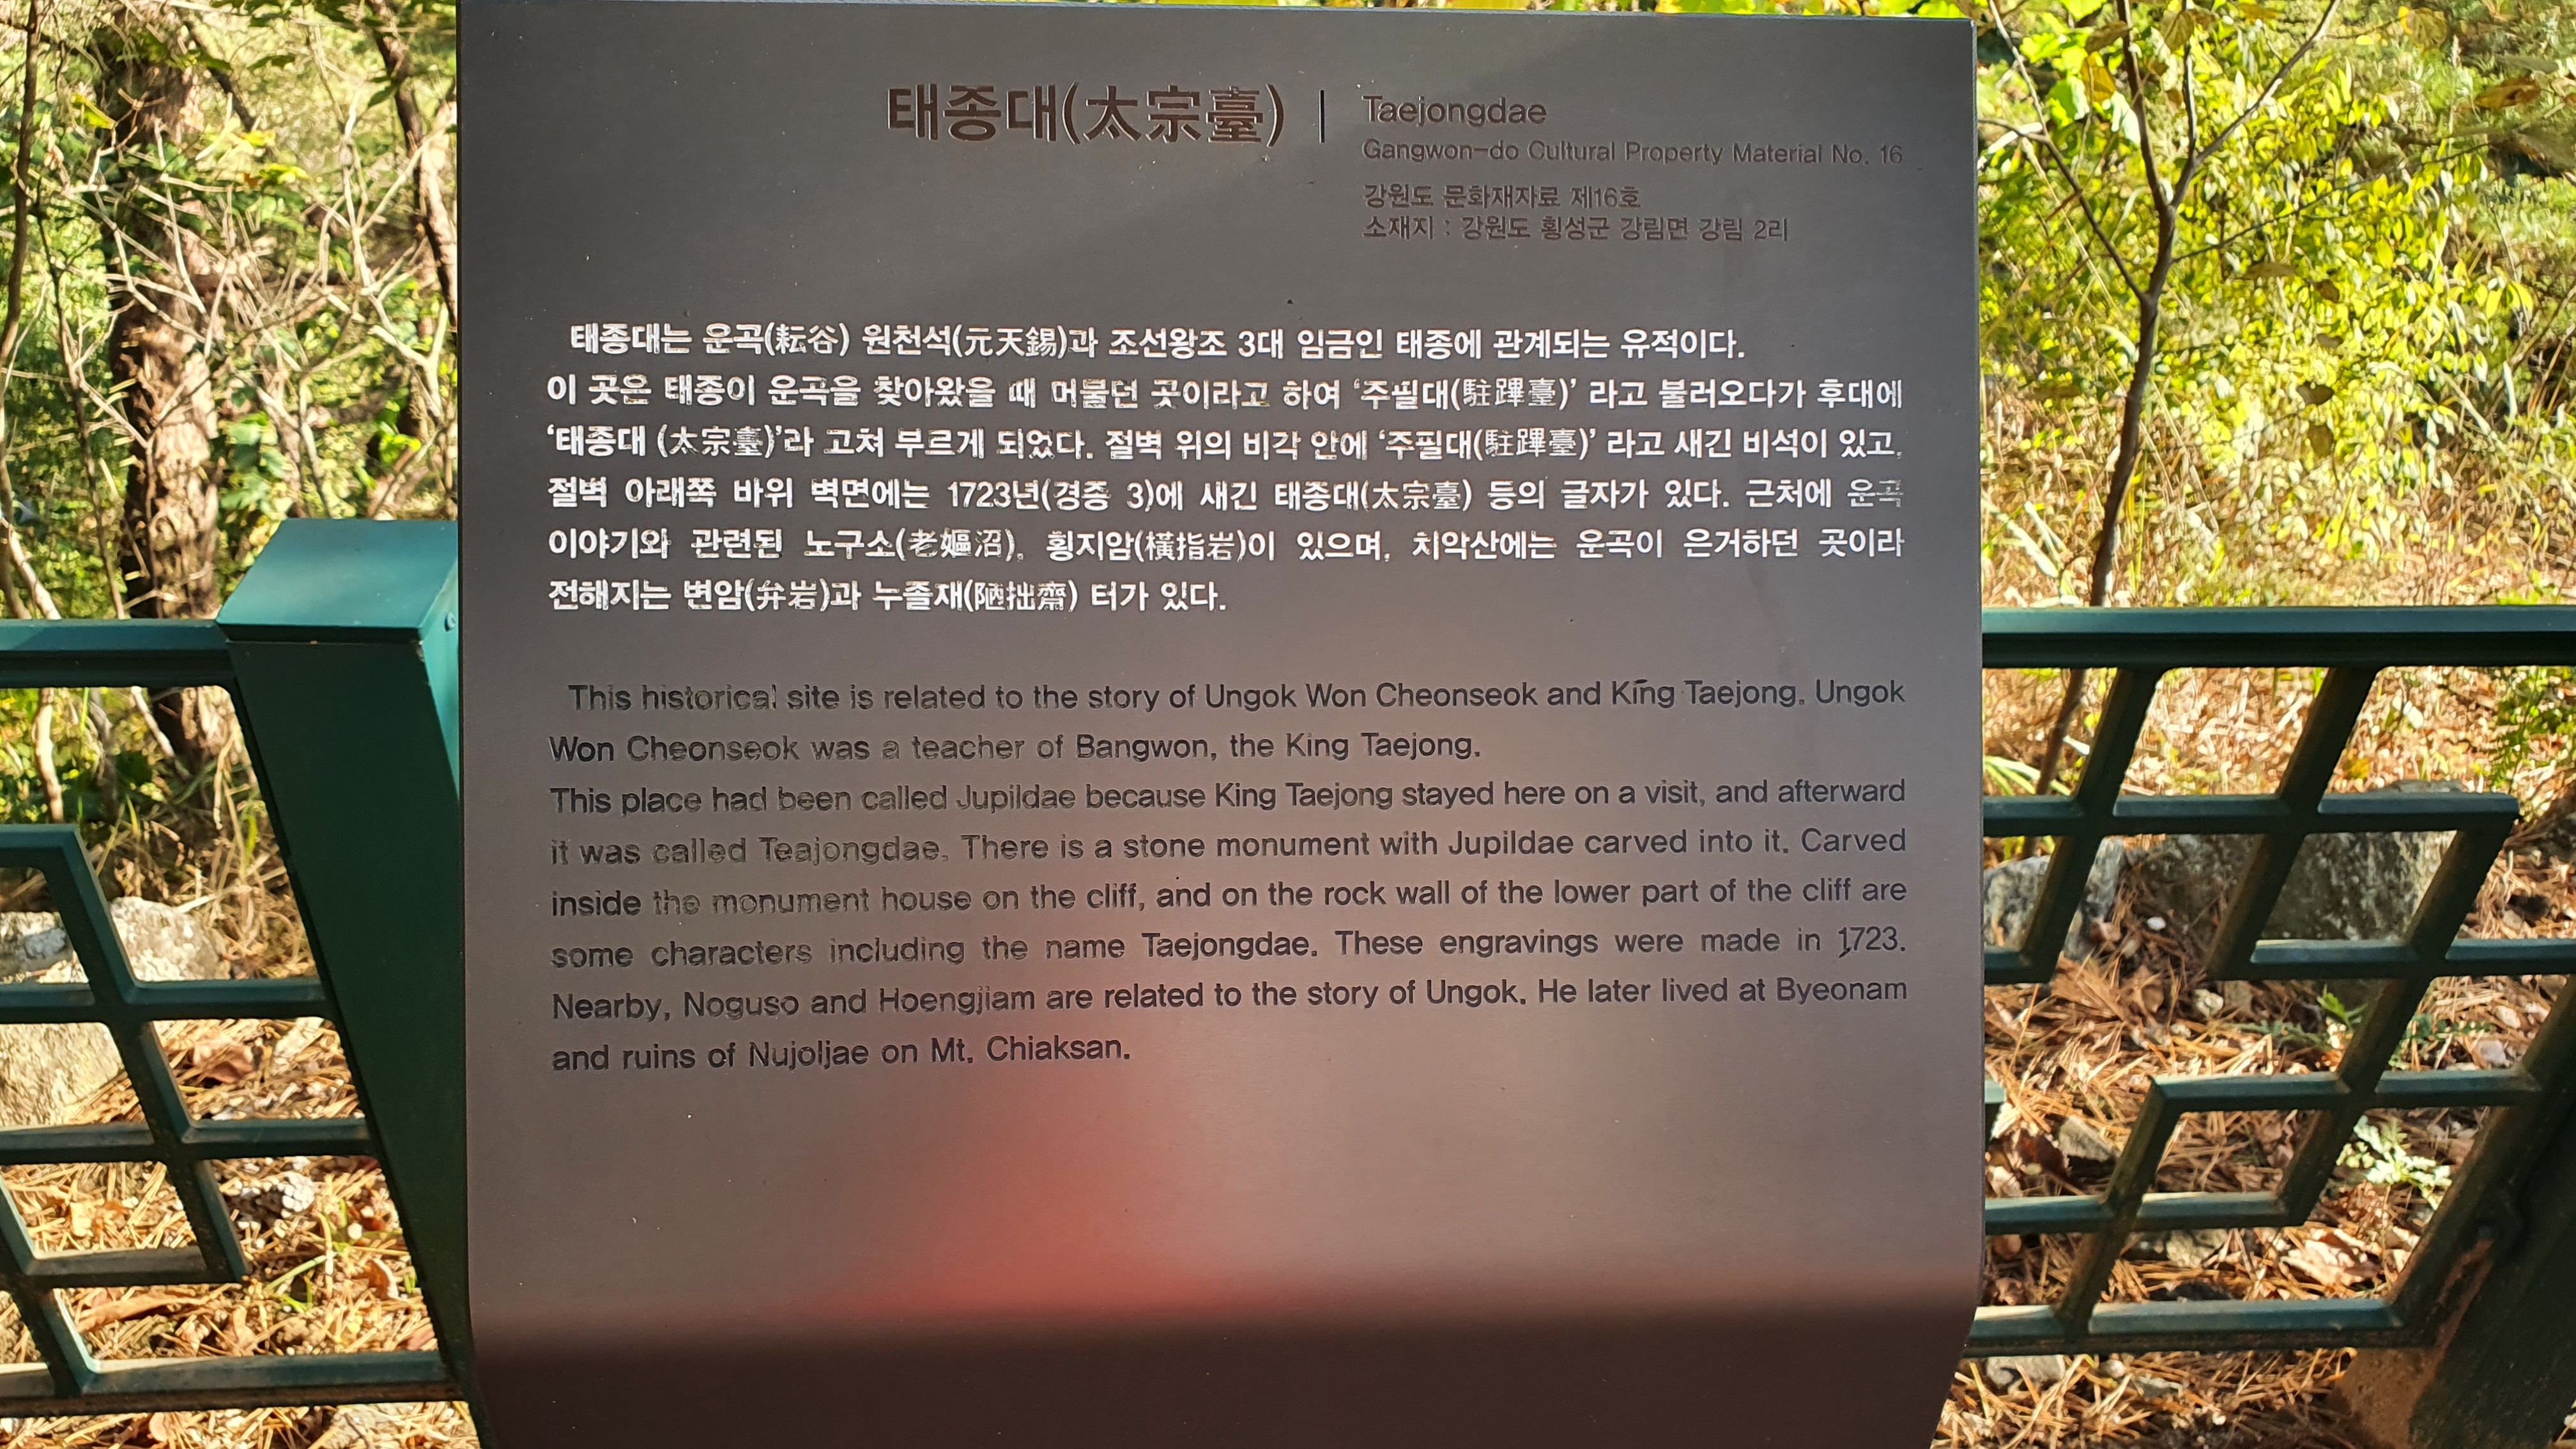 태종대(太宗臺)
Taejongdae
Gangwon-do Cultural Property Material No. 16
강원도 문화재자료 제16호
소재지 : 강원도 횡성군 강림면 강림 2리
태종대는 운곡(耘谷) 원천석(元天錫)과 조선왕조 3대 임금인 태종에 관계되는 유적이다.
이 곳은 태종이 운곡을 찾아왔을 때 머물던 곳이라고 하여 ‘주필대(駐蹕臺)’ 라고 불러오다가 후대에
‘태종대 (太宗臺)’라 고쳐 부르게 되었다. 절벽 위의 비각 안에 ‘주필대(駐蹕臺)’ 라고 새긴 비석이 있고,
절벽 아래쪽 바위 벽면에는 1723년(경종 3)에 새긴 태종대(太宗臺) 등의 글자가 있다. 근처에 운곡
이야기와 관련된 노구소(老嫗沼), 횡지암(橫指岩)이 있으며, 치악산에는 운곡이 은거하던 곳이라
전해지는 변암(弁岩)과 누졸재(陋拙齋) 터가 있다.
This historical site is related to the story of Ungok Won Cheonseok and King Taejong. Ungok
Won Cheonseok was a teacher of Bangwon, the King Taejong.
This place had been called Jupildae because King Taejong stayed here on a visit, and afterward
it was called Teajongdae. There is a stone monument with Jupildae carved into it. Carved
inside the monument house on the cliff, and on the rock wall of the lower part of the cliff are
some characters including the name Taejongdae. These engravings were made in 1723.
Nearby, Noguso and Hoengjiam are related to the story of Ungok. He later lived at Byeonam
and ruins of Nujoljae on Mt. Chiaksan.